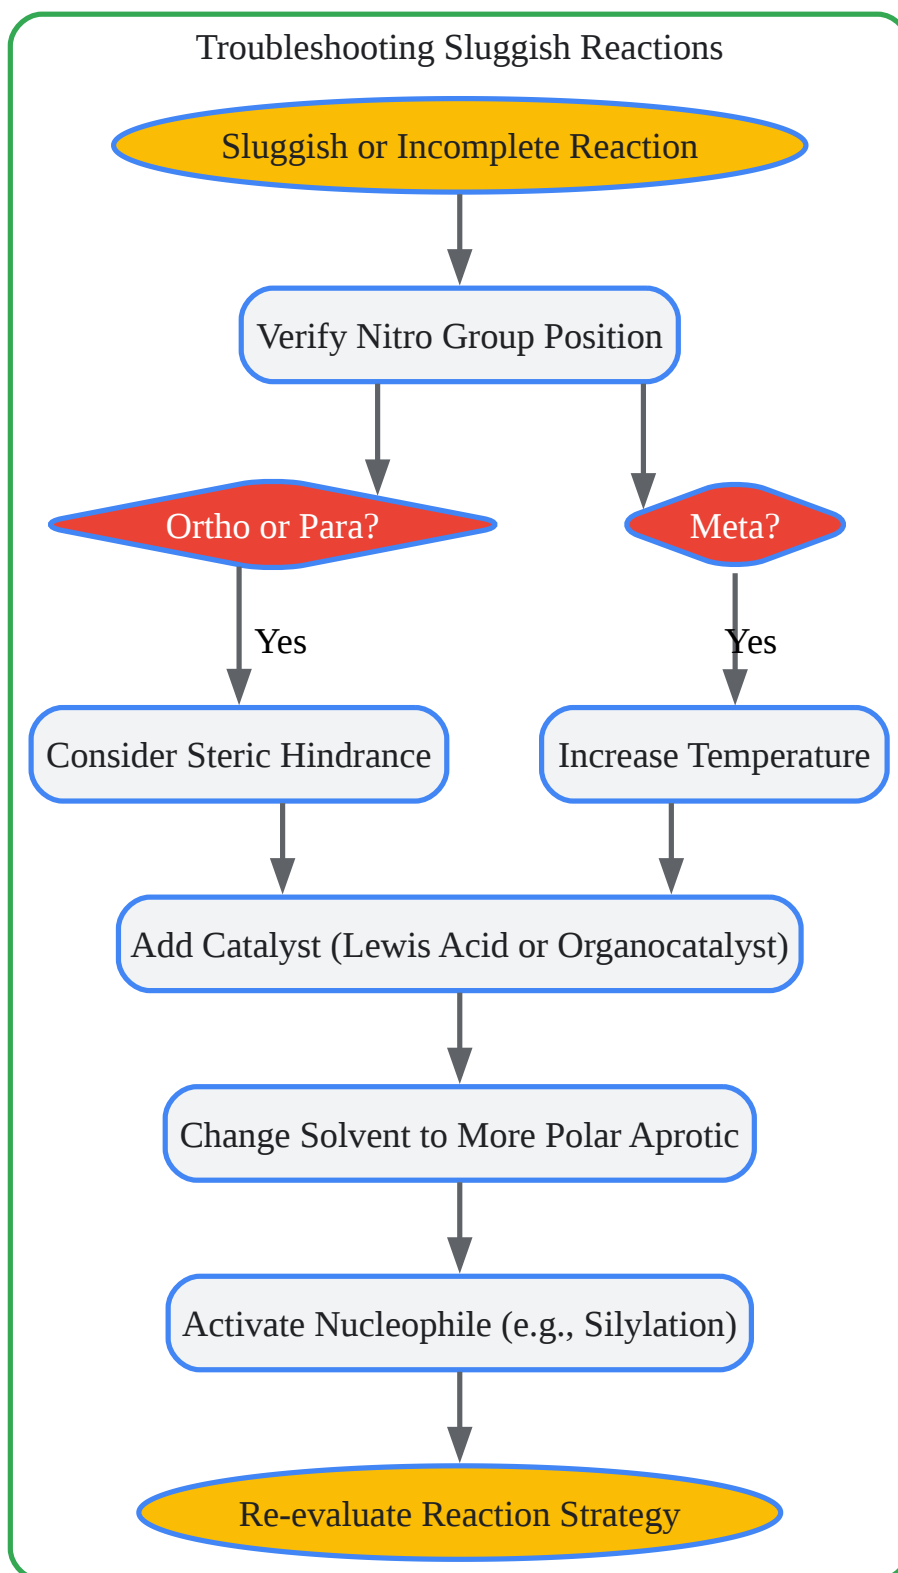 Troubleshooting Sluggish Reactions
Sluggish or Incomplete Reaction
Verify Nitro Group Position
Ortho or Para?
Meta?
Yes
Yes
Consider Steric Hindrance
Increase Temperature
Add Catalyst (Lewis Acid or Organocatalyst)
Change Solvent to More Polar Aprotic
Activate Nucleophile (e.g., Silylation)
Re-evaluate Reaction Strategy